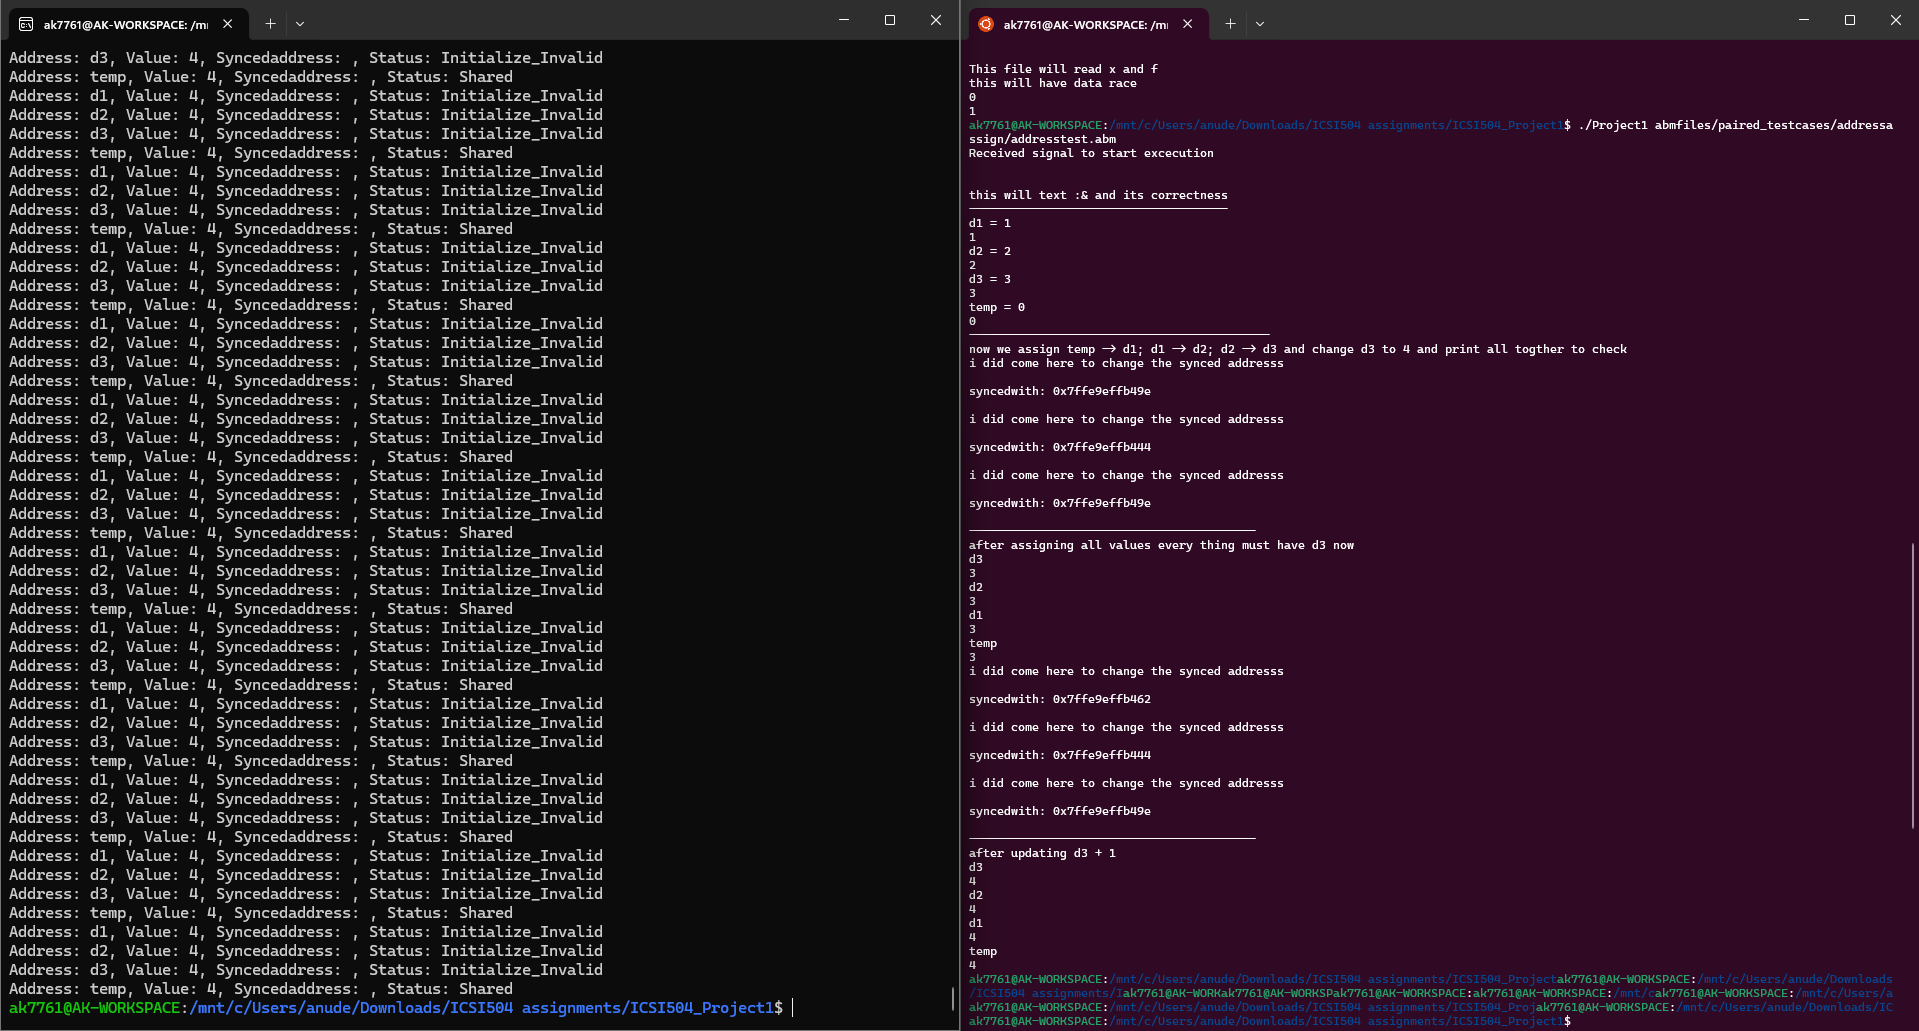 ak7761@AK-WORKSPACE: /mı
Address: d3, Value: 4, Syncedaddress: , Status: Initialize_Invalid
Address: temp, Value: 4, Syncedaddress: , Status: Shared
Address: d1, Value: 4, Syncedaddress: , Status: Initialize_Invalid
Address: d2, Value: 4, Syncedaddress: , Status: Initialize_Invalid
Address: d3, Value: 4, Syncedaddress: , Status: Initialize_Invalid
Address: temp, Value: 4, Syncedaddress: , Status: Shared
Address: d1, Value: 4, Syncedaddress: , Status: Initialize_Invalid
Address: d2, Value: 4, Syncedaddress: , Status: Initialize_Invalid
Address: d3, Value: 4, Syncedaddress: , Status: Initialize_Invalid
Address: temp, Value: 4, Syncedaddress: , Status: Shared
Address: d1, Value: 4, Syncedaddress: , Status: Initialize_Invalid
Address: d2, Value: 4, Syncedaddress: , Status: Initialize_Invalid
Address: d3, Value: 4, Syncedaddress: , Status: Initialize_Invalid
Address: temp, Value: 4, Syncedaddress: , Status: Shared
Address: d1, Value: 4, Syncedaddress: , Status: Initialize_Invalid
Address: d2, Value: 4, Syncedaddress: , Status: Initialize_Invalid
Address: d3, Value: 4, Syncedaddress: , Status: Initialize_Invalid
Address: temp, Value: 4, Syncedaddress: , Status: Shared
Address: d1, Value: 4, Syncedaddress: , Status: Initialize_Invalid
Address: d2, Value: 4, Syncedaddress: , Status: Initialize_Invalid
Address: d3, Value: 4, Syncedaddress: , Status: Initialize_Invalid
Address: temp, Value: 4, Syncedaddress: , Status: Shared
Address: d1, Value: 4, Syncedaddress: , Status: Initialize_Invalid
Address: d2, Value: 4, Syncedaddress: , Status: Initialize_Invalid
Address: d3, Value: 4, Syncedaddress: , Status: Initialize_Invalid
Address: temp, Value: 4, Syncedaddress: , Status: Shared
Address: d1, Value: 4, Syncedaddress: , Status: Initialize_Invalid
Address: d2, Value: 4, Syncedaddress: , Status: Initialize_Invalid
Address: d3, Value: 4, Syncedaddress: , Status: Initialize_Invalid
Address: temp, Value: 4, Syncedaddress: , Status: Shared
Address: d1, Value: 4, Syncedaddress: , Status: Initialize_Invalid
Address: d2, Value: 4, Syncedaddress: , Status: Initialize_Invalid
Address: d3, Value: 4, Syncedaddress: , Status: Initialize_Invalid
Address: temp, Value: 4, Syncedaddress: , Status: Shared
Address: d1, Value: 4, Syncedaddress: , Status: Initialize_Invalid
Address: d2, Value: 4, Syncedaddress: , Status: Initialize_Invalid
Address: d3, Value: 4, Syncedaddress: , Status: Initialize_Invalid
Address: temp, Value: 4, Syncedaddress: , Status: Shared
Address: d1, Value: 4, Syncedaddress: , Status: Initialize_Invalid
Address: d2, Value: 4, Syncedaddress: , Status: Initialize_Invalid
Address: d3, Value: 4, Syncedaddress: , Status: Initialize_Invalid
Address: temp, Value: 4, Syncedaddress: , Status: Shared
Address: d1, Value: 4, Syncedaddress: , Status: Initialize_Invalid
Address: d2, Value: 4, Syncedaddress: , Status: Initialize_Invalid
Address: d3, Value: 4, Syncedaddress: , Status: Initialize_Invalid
Address: temp, Value: 4, Syncedaddress: , Status: Shared
Address: d1, Value: 4, Syncedaddress: , Status: Initialize_Invalid
Address: d2, Value: 4, Syncedaddress: , Status: Initialize_Invalid
Address: d3, Value: 4, Syncedaddress: , Status: Initialize_Invalid
Address: temp, Value: 4, Syncedaddress: , Status: Shared
ak7761@AK-WORKSPACE:/mnt/c/Users/anude/Downloads/ICSI504 assignments/ICSI504_Project1$
ak7761@AK-WORKSPACE: /mı
This file will read x and f
this will have data race
0
1
ak7761@AK-WORKSPACE:/mnt/c/Users/anude/Downloads/ICSI504 assignments/ICSI504_Project1$ ./Project1 abmfiles/paired_testcases/addressa
ssign/addresstest.abm
Received signal to start excecution
this will text :& and its correctness
d1 = 1
1
d2 = 2
2
d3 = 3
3
temp = 0
0
now we assign temp -> d1; d1 -> d2; d2 -> d3 and change d3 to 4 and print all togther to check
i did come here to change the synced addresss
syncedwith: 0x7ffe9effb49e
i did come here to change the synced addresss
syncedwith: 0x7ffe9effb444
i did come here to change the synced addresss
syncedwith: 0x7ffe9effb49e
after assigning all values every thing must have d3 now
d3
3
d2
3
d1
3
temp
3
i did come here to change the synced addresss
syncedwith: 0x7ffe9effb462
i did come here to change the synced addresss
syncedwith: 0x7ffe9effb444
i did come here to change the synced addresss
syncedwith: 0x7ffe9effb49e
after updating d3 + 1
d3
4
d2
4
d1
4
temp
4
ak7761@AK-WORKSPACE:/mnt/c/Users/anude/Downloads/ICSI504 assignments/ICSI504_Projectak7761@AK-WORKSPACE:/mnt/c/Users/anude/Downloads
/ICSI504 assignments/Iak7761@AK-WORKak7761@AK-WORKSPak7761@AK-WORKSPACE:ak7761@AK-WORKSPACE:/mnt/cak7761@AK-WORKSPACE:/mnt/c/Users/a
ak7761@AK-WORKSPACE:/mnt/c/Users/anude/Downloads/ICSI504 assignments/ICSI504_Projak7761@AK-WORKSPACE:/mnt/c/Users/anude/Downloads/IC
ak7761@AK-WORKSPACE:/mnt/c/Users/anude/Downloads/ICSI504 assignments/ICSI504_Project1$